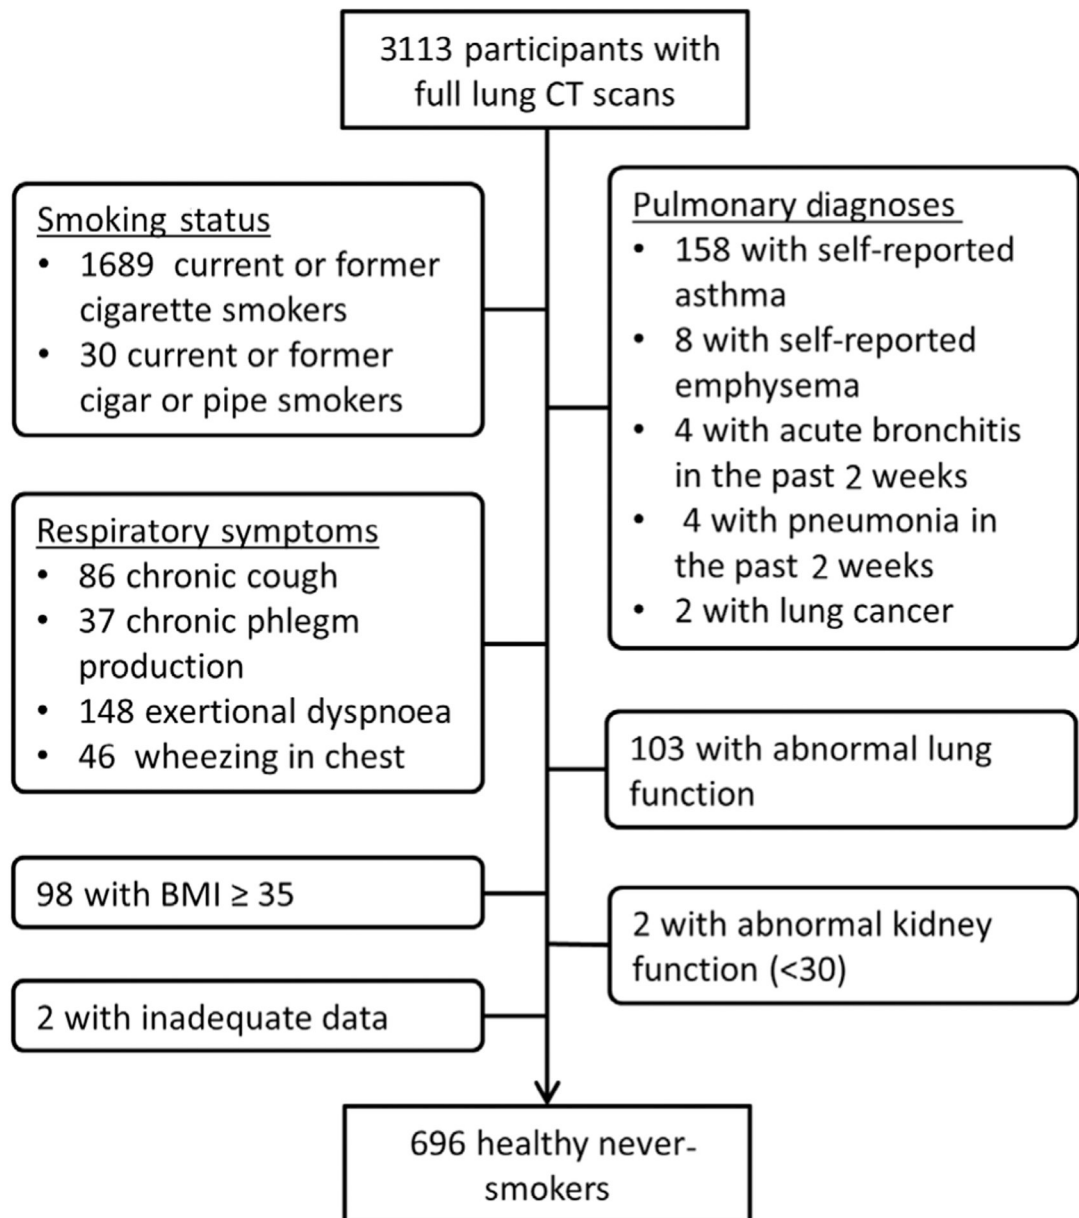 3113 participants with
full lung CT scans
Smoking status
• 1689 current or former
cigarette smokers
• 30 current or former
cigar or pipe smokers
Pulmonary diagnoses
• 158 with self-reported
asthma
• 8 with self-reported
emphysema
• 4 with acute bronchitis
in the past 2 weeks
• 4 with pneumonia in
the past 2 weeks
• 2 with lung cancer
Respiratory symptoms
• 86 chronic cough
• 37 chronic phlegm
production
• 148 exertional dyspnoea
• 46 wheezing in chest
103 with abnormal lung
function
98 with BMI ≥ 35
2 with abnormal kidney
function (<30)
2 with inadequate data
696 healthy never-
smokers